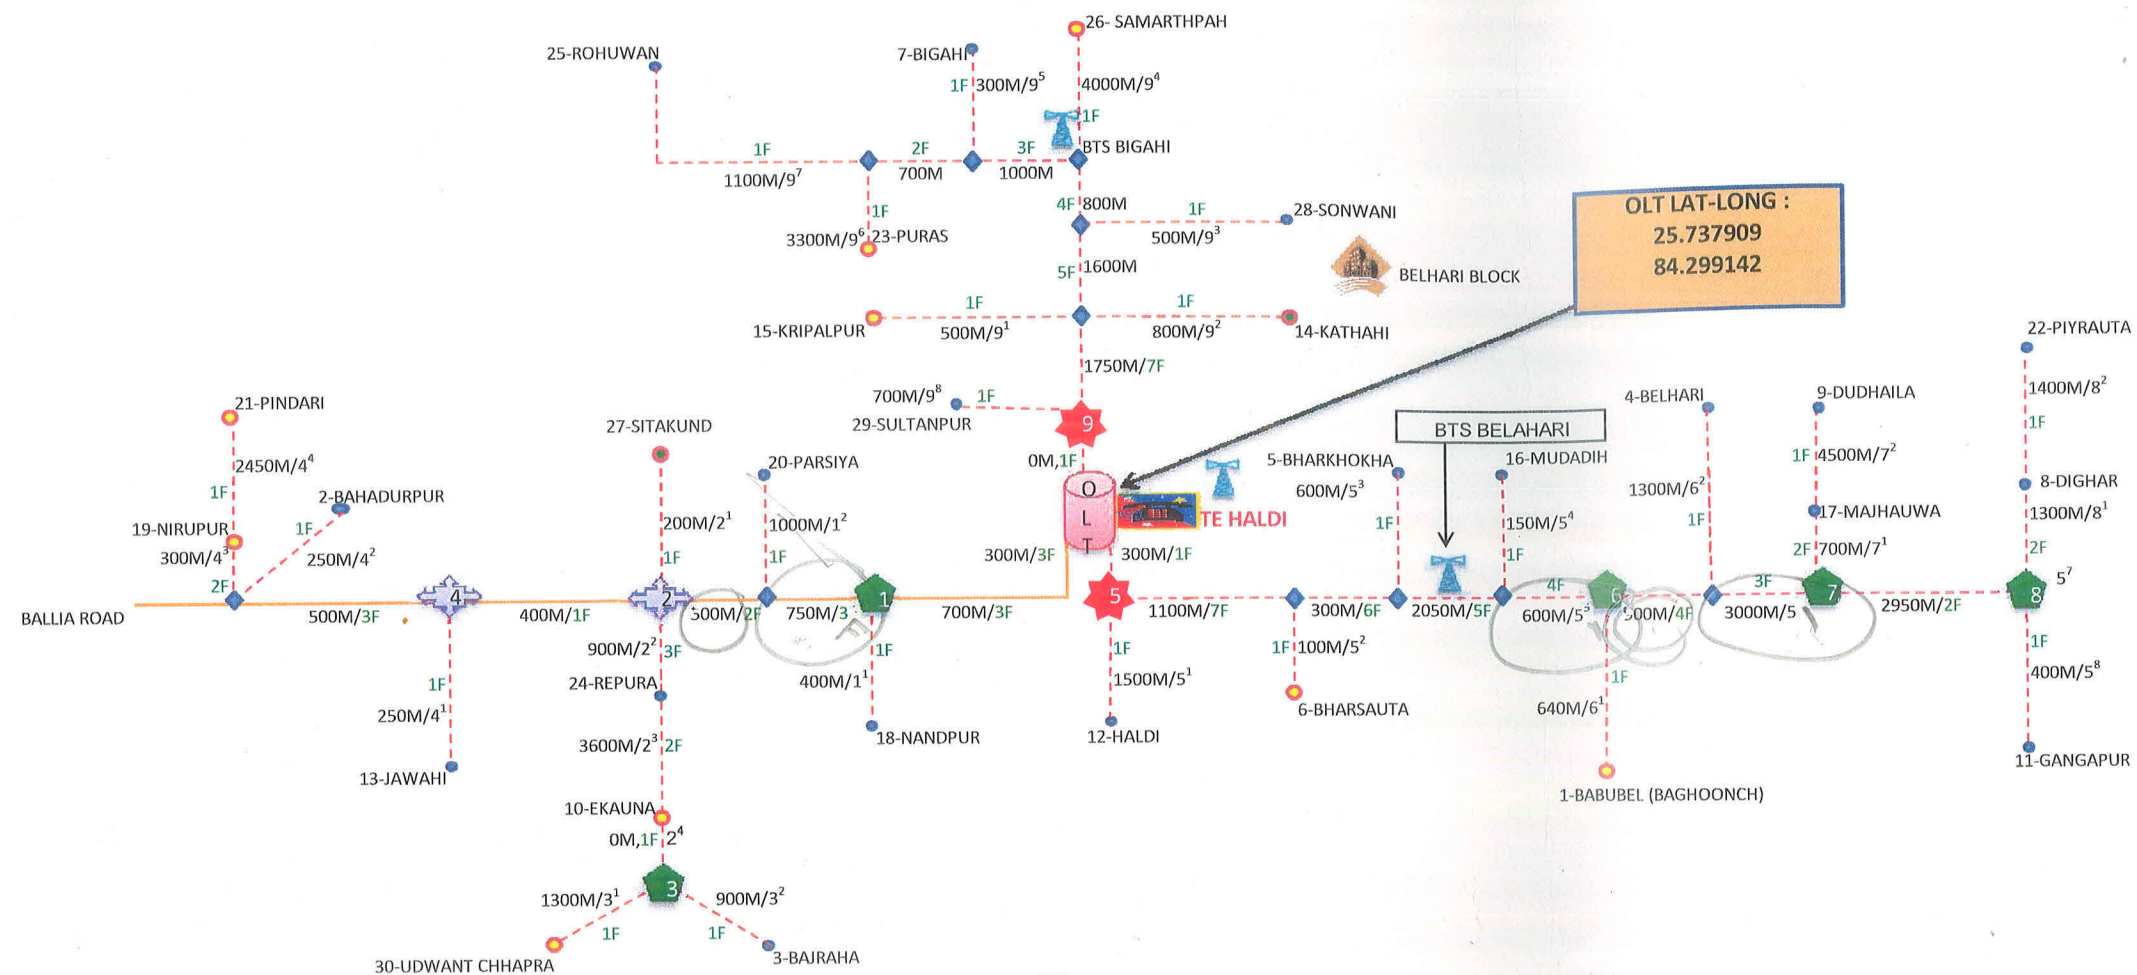 26- SAMARTHPAH
25-ROHUWAN
7-BIGAHI
1F 300M/9⁵
4000M/9⁴
1F
BTS BIGAHI
1F
1100M/9⁷
2F
700M
3F
1000M
1F
3300M/9⁶ 23-PURAS
4F 800M
1F
500M/9³
28-SONWANI
OLT LAT-LONG :
25.737909
84.299142
BELHARI BLOCK
5F 1600M
15-KRIPALPUR
1F
500M/9¹
1F
800M/9²
14-KATHAHI
1750M/7F
22-PIYRAUTA
1400M/8²
1F
8-DIGHAR
1300M/8¹
2F
700M/9⁸
1F
29-SULTANPUR
9
0M,1F
OLT
TE HALDI
300M/3F
300M/1F
21-PINDARI
2450M/4⁴
1F
2-BAHADURPUR
1F
250M/4²
19-NIRUPUR
300M/4³
2F
27-SITAKUND
200M/2¹
1F
20-PARSIYA
1000M/1²
1F
BTS BELAHARI
5-BHARKHOKHA
600M/5³
1F
16-MUDADIH
150M/5⁴
1F
4-BELHARI
1300M/6²
1F
9-DUDHAILA
1F 4500M/7²
17-MAJHAUWA
2F 700M/7¹
BALLIA ROAD
500M/3F
4
400M/1F
2
500M/2F
750M/3
F
1
700M/3F
5
1100M/7F
300M/6F
2050M/5F
4F
600M/5³
6
500M/4F
3F
3000M/5
7
2950M/2F
8
5⁷
1F
250M/4¹
13-JAWAHI
900M/2² 3F
24-REPURA
3600M/2³ 2F
10-EKAUNA
0M,1F 2⁴
3
1300M/3¹
1F
30-UDWANT CHHAPRA
900M/3²
1F
3-BAJRAHA
1F
400M/1¹
18-NANDPUR
1F
1500M/5¹
12-HALDI
1F 100M/5²
6-BHARSAUTA
1F
640M/6¹
1-BABUBEL (BAGHOONCH)
1F
400M/5⁸
11-GANGAPUR